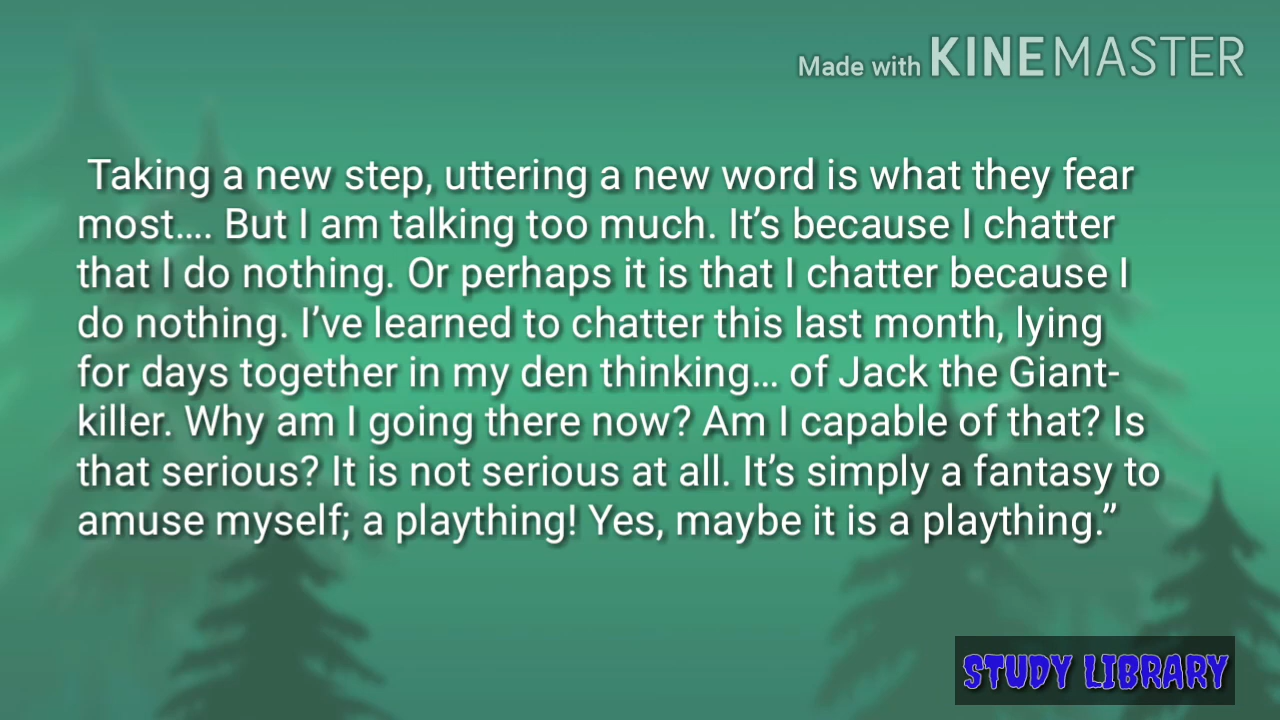 Made with KINEMASTER
Taking a new step, uttering a new word is what they fear
most.... But I am talking too much. It’s because I chatter
that I do nothing. Or perhaps it is that I chatter because I
do nothing. I’ve learned to chatter this last month, lying
for days together in my den thinking... of Jack the Giant-
killer. Why am I going there now? Am I capable of that? Is
that serious? It is not serious at all. It’s simply a fantasy to
amuse myself; a plaything! Yes, maybe it is a plaything.”
STUDY LIBRARY